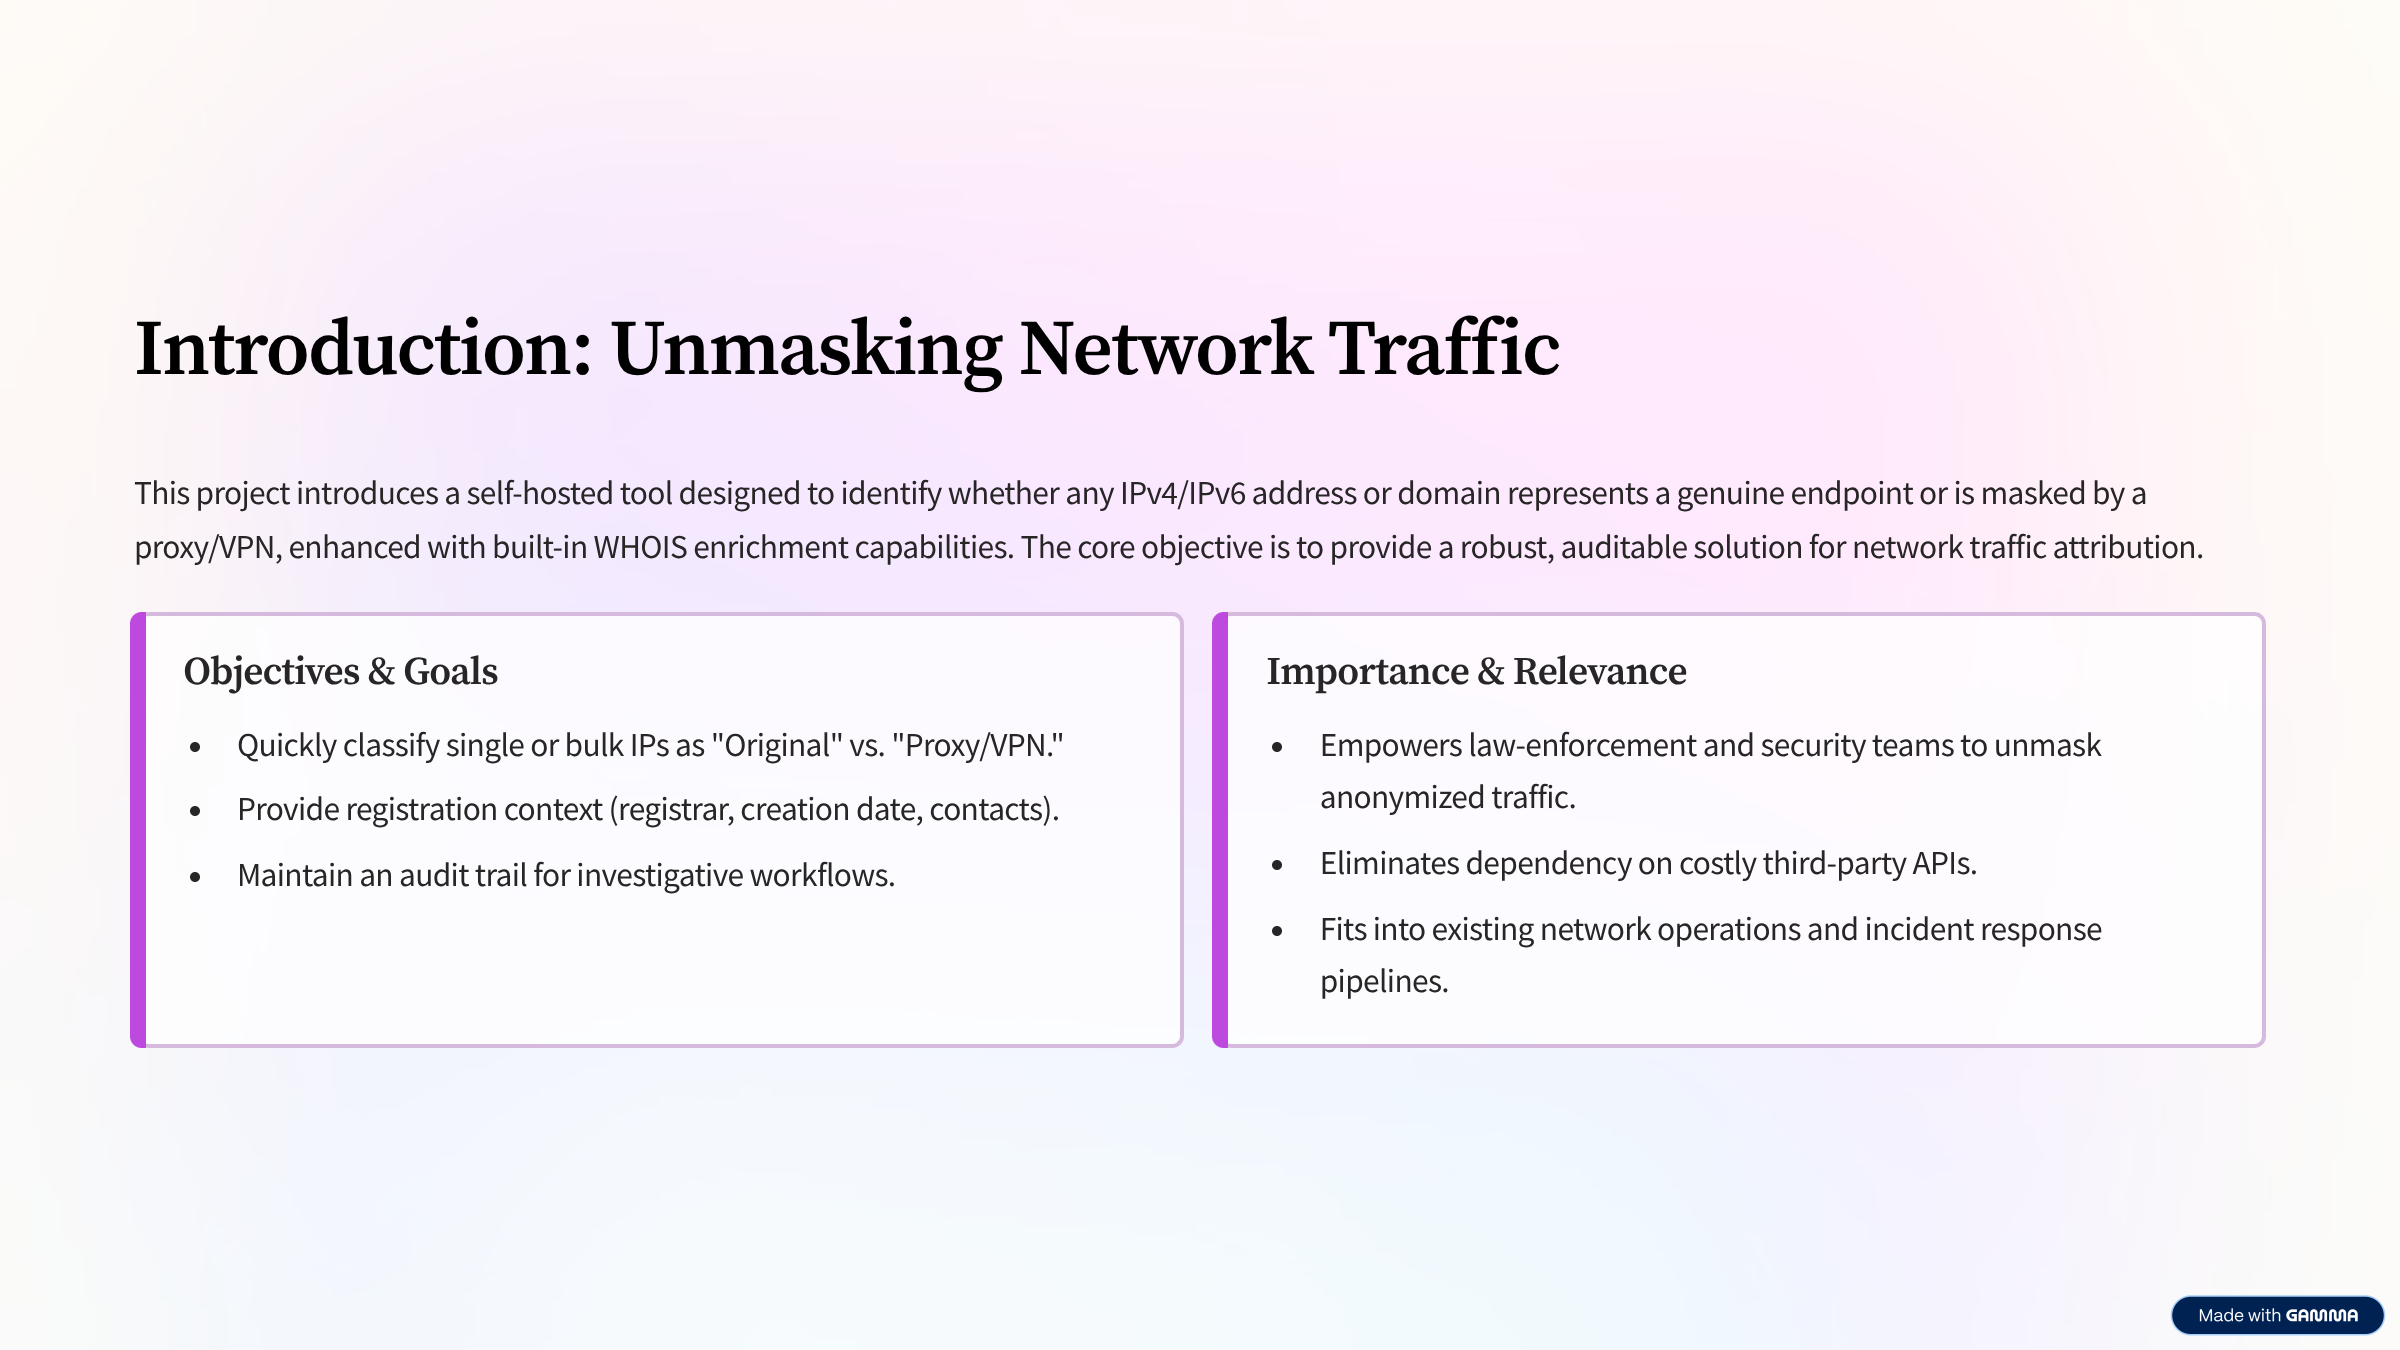 Introduction: Unmasking Network Traffic
This project introduces a self-hosted tool designed to identify whether any IPv4/IPv6 address or domain represents a genuine endpoint or is masked by a
proxy/VPN, enhanced with built-in WHOIS enrichment capabilities. The core objective is to provide a robust, auditable solution for network traffic attribution.
Objectives & Goals
• Quickly classify single or bulk IPs as "Original" vs. "Proxy/VPN."
• Provide registration context (registrar, creation date, contacts).
• Maintain an audit trail for investigative workflows.
Importance & Relevance
• Empowers law-enforcement and security teams to unmask
anonymized traffic.
• Eliminates dependency on costly third-party APIs.
• Fits into existing network operations and incident response
pipelines.
Made with GAMMA